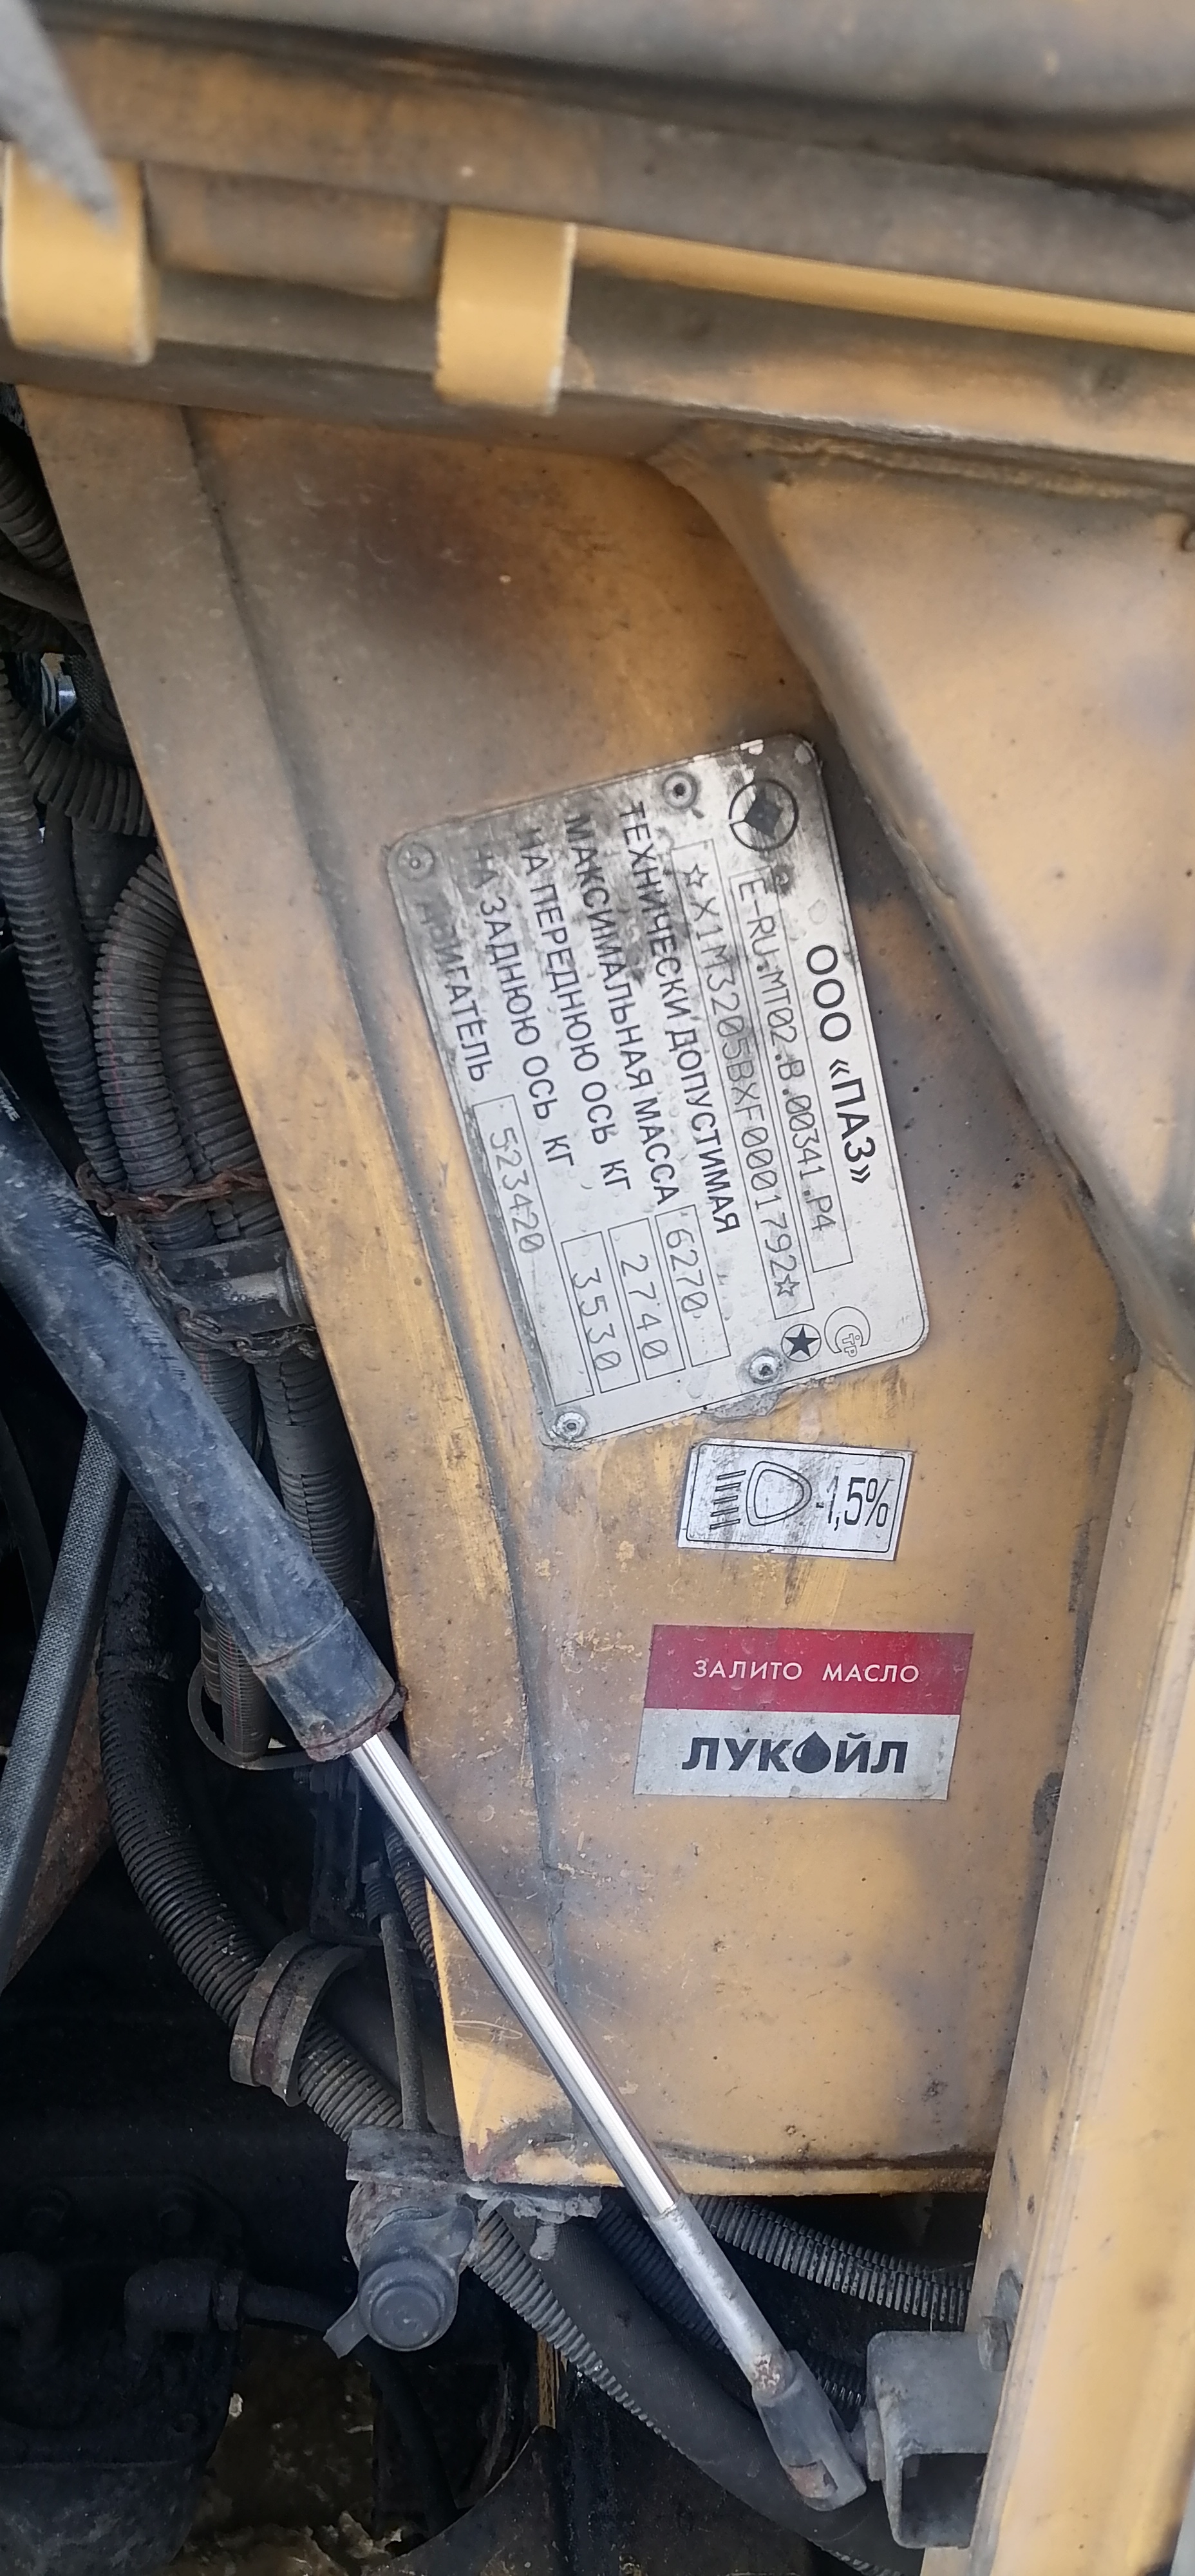 ООО «ПАЗ»
E-RU.MT02.B.00341.P4
☆X1M3205BXF0001792☆
ТЕХНИЧЕСКИ ДОПУСТИМАЯ
МАКСИМАЛЬНАЯ МАССА 6270
НА ПЕРЕДНЮЮ ОСЬ КГ 2740
НА ЗАДНЮЮ ОСЬ КГ 3530
ДВИГАТЕЛЬ 523420
-1,5%
ЗАЛИТО МАСЛО
ЛУКОЙЛ